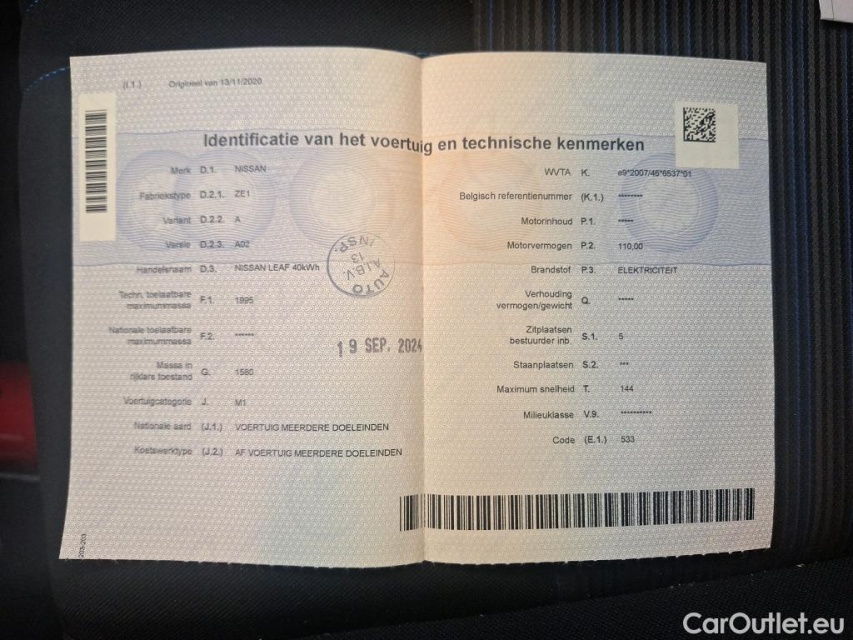 (I.1.) Origineel van 13/11/2020
Identificatie van het voertuig en technische kenmerken
Merk D.1. NISSAN
Fabriekstype D.2.1. ZE1
Variant D.2.2. A
Versie D.2.3. A02
Handelsnaam D.3. NISSAN LEAF 40kWh
Techn. toelaatbare
maximummassa F.1. 1995
Nationale toelaatbare
maximummassa F.2. ------
Massa in
rijklare toestand G. 1580
Voertuigcategorie J. M1
Nationale aard (J.1.) VOERTUIG MEERDERE DOELEINDEN
Koetswerktype (J.2.) AF VOERTUIG MEERDERE DOELEINDEN
AUTO
A.I.B.V.
13
INSP.
19 SEP. 2024
WVTA K. e9*2007/46*6537*01
Belgisch referentienummer (K.1.) -------
Motorinhoud P.1. -----
Motorvermogen P.2. 110,00
Brandstof P.3. ELEKTRICITEIT
Verhouding
vermogen/gewicht Q. -----
Zitplaatsen
bestuurder inb. S.1. 5
Staanplaatsen S.2. ---
Maximum snelheid T. 144
Milieuklasse V.9. ----------
Code (E.1.) 533
CarOutlet.eu